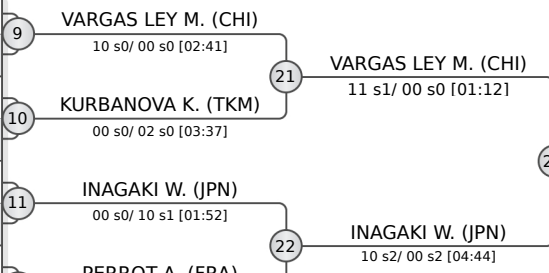 VARGAS LEY M. (CHI)
9
10 s0/ 00 s0 [02:41]
21
VARGAS LEY M. (CHI)
11 s1/ 00 s0 [01:12]
KURBANOVA K. (TKM)
10
00 s0/ 02 s0 [03:37]
INAGAKI W. (JPN)
11
00 s0/ 10 s1 [01:52]
22
INAGAKI W. (JPN)
10 s2/ 00 s2 [04:44]
PERROT A. (FRA)